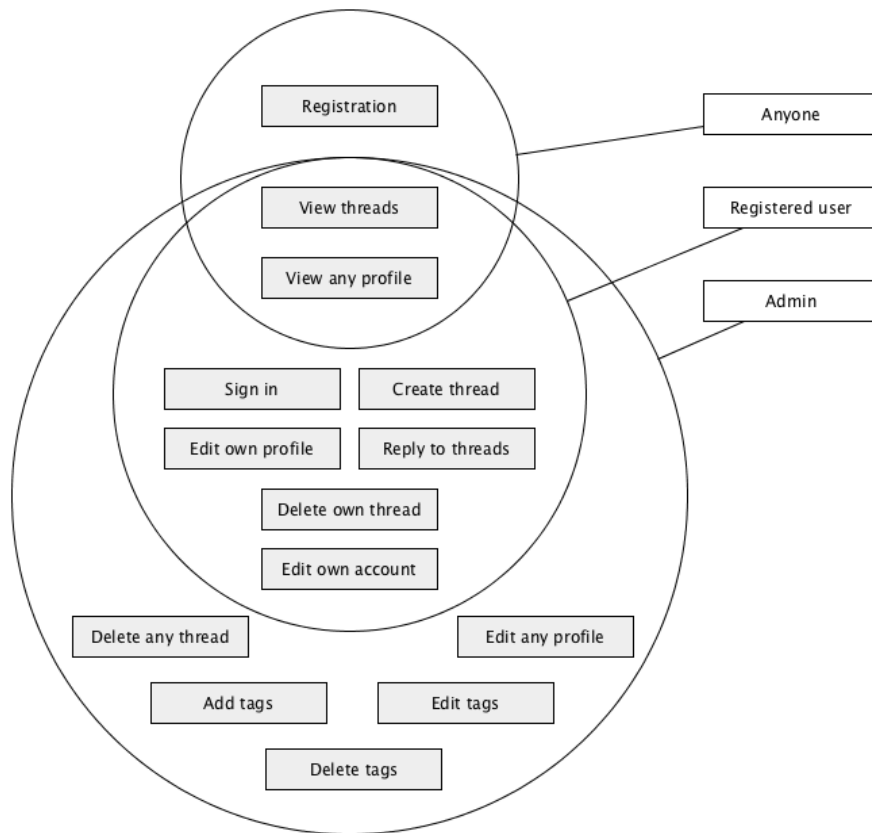 Registration
Anyone
View threads
Registered user
View any profile
Admin
Sign in
Create thread
Edit own profile
Reply to threads
Delete own thread
Edit own account
Delete any thread
Edit any profile
Add tags
Edit tags
Delete tags